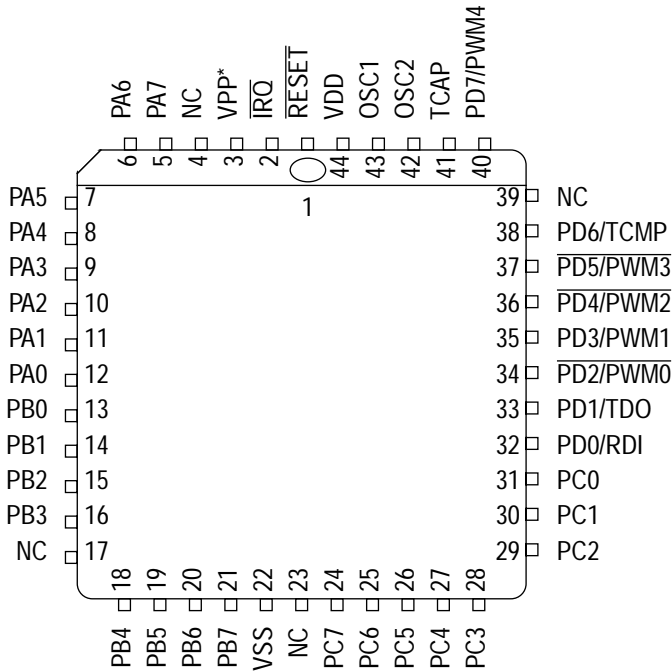 PA6
PA7
NC
VPP*
IRQ
RESET
VDD
OSC1
OSC2
TCAP
PD7/PWM4
6
5
4
3
2
44
43
42
41
40
1
PA5 7
PA4 8
PA3 9
PA2 10
PA1 11
PA0 12
PB0 13
PB1 14
PB2 15
PB3 16
NC 17
39 NC
38 PD6/TCMP
37 PD5/PWM3
36 PD4/PWM2
35 PD3/PWM1
34 PD2/PWM0
33 PD1/TDO
32 PD0/RDI
31 PC0
30 PC1
29 PC2
18
19
20
21
22
23
24
25
26
27
28
PB4
PB5
PB6
PB7
VSS
NC
PC7
PC6
PC5
PC4
PC3